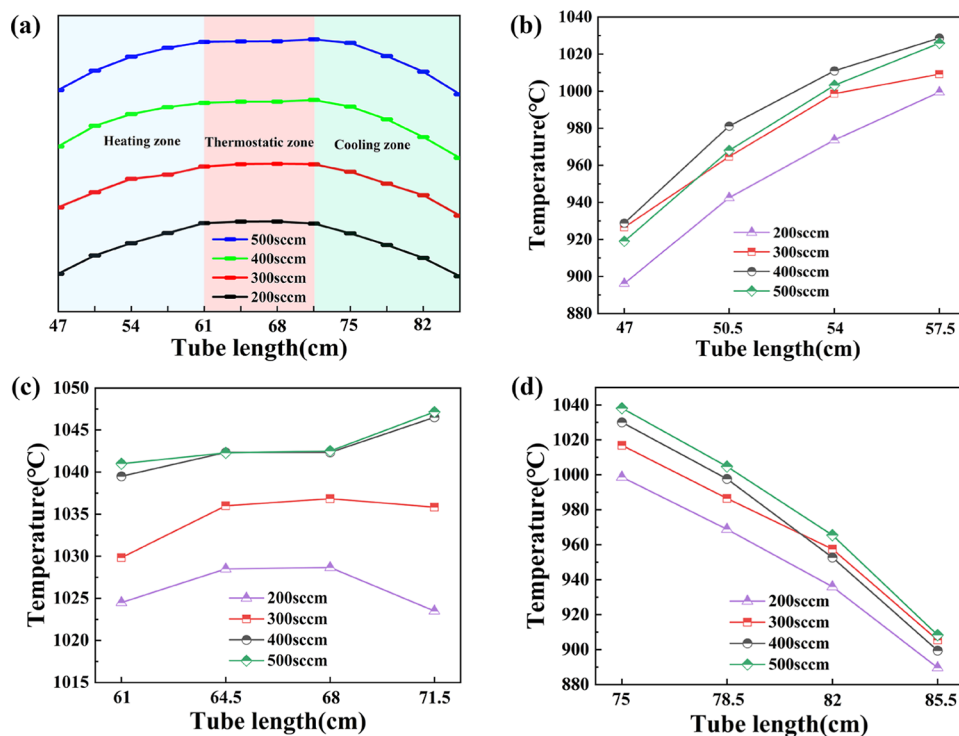 (a)
Heating zone
Thermostatic zone
Cooling zone
500sccm
400sccm
300sccm
200sccm
47 54 61 68 75 82
Tube length(cm)
(b)
Temperature(℃)
1040
1020
1000
980
960
940
920
900
880
200sccm
300sccm
400sccm
500sccm
47 50.5 54 57.5
Tube length(cm)
(c)
Temperature(℃)
1050
1045
1040
1035
1030
1025
1020
1015
200sccm
300sccm
400sccm
500sccm
61 64.5 68 71.5
Tube length(cm)
(d)
Temperature(℃)
1040
1020
1000
980
960
940
920
900
880
200sccm
300sccm
400sccm
500sccm
75 78.5 82 85.5
Tube length(cm)